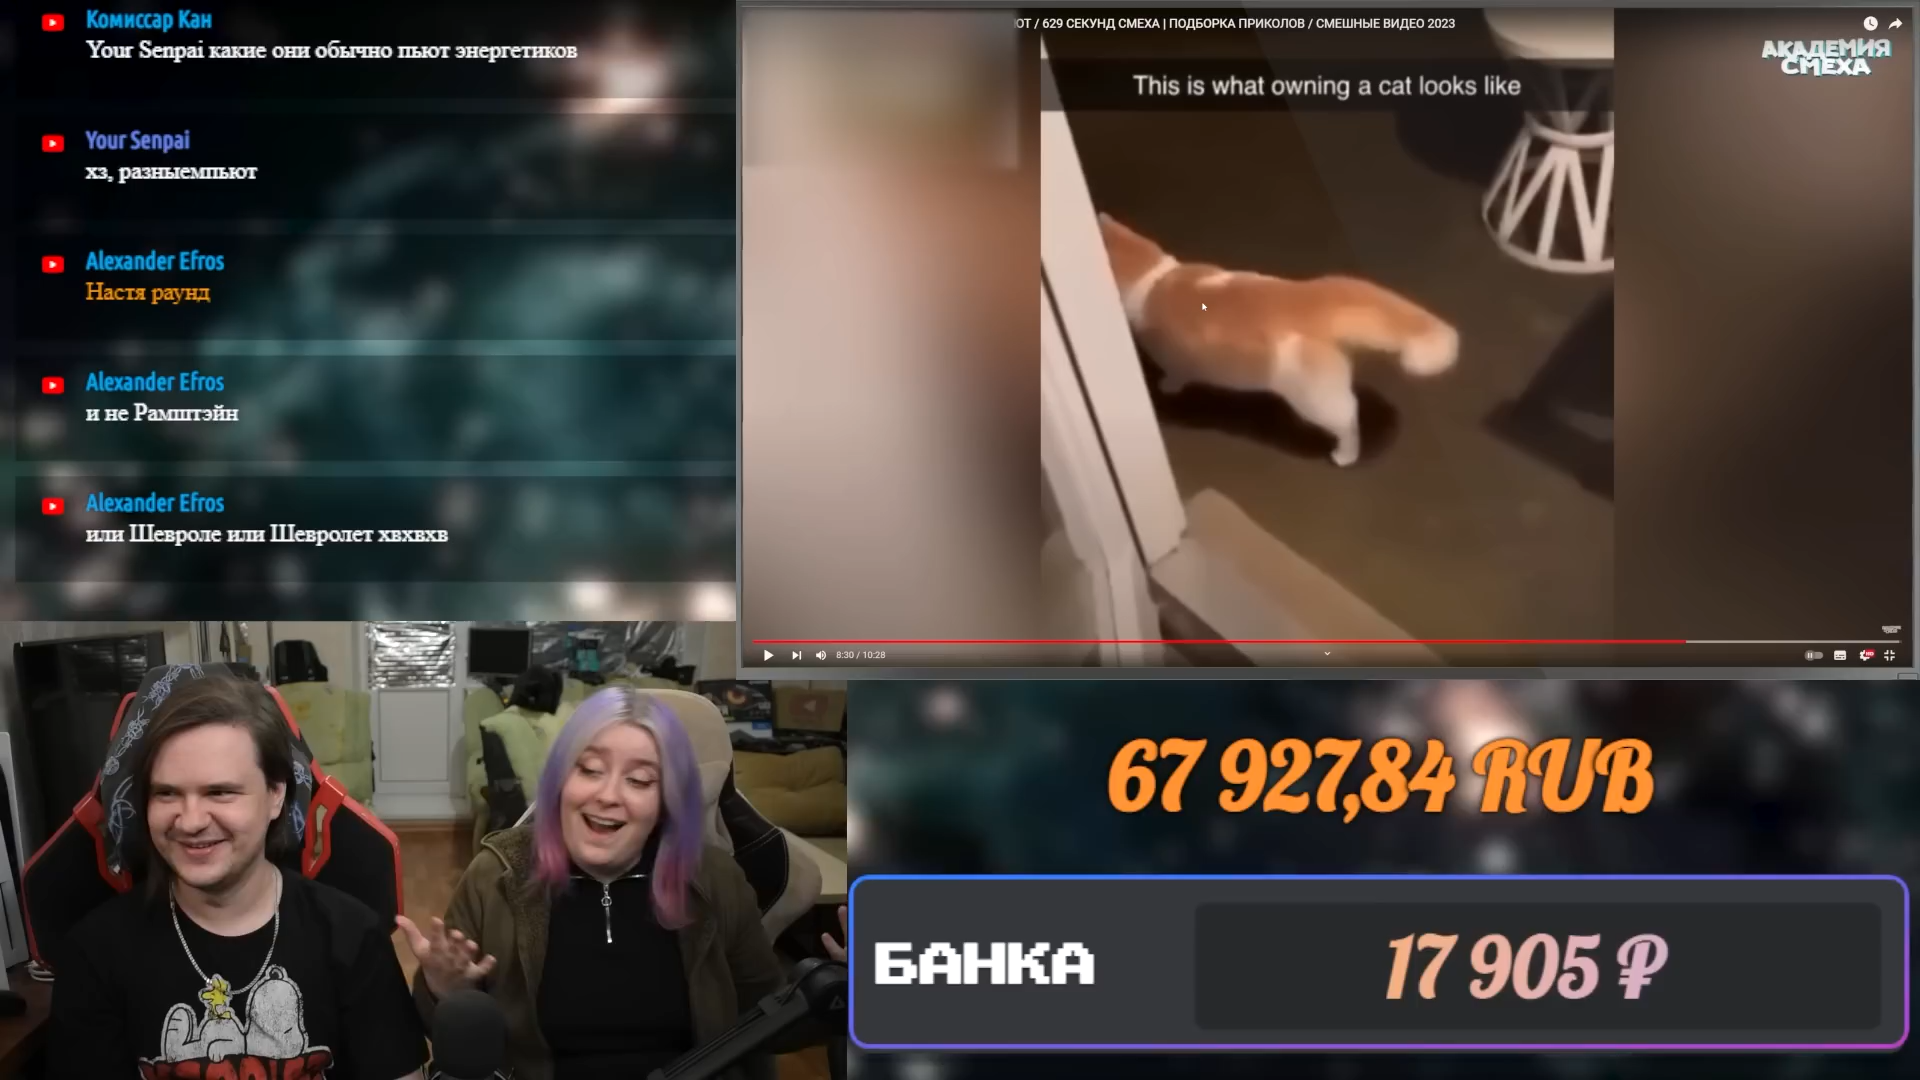 Комиссар Кан
Your Senpai какие они обычно пьют энергетиков
Your Senpai
хз, разныемпьют
Alexander Efros
Настя раунд
Alexander Efros
и не Рамштэйн
Alexander Efros
или Шевроле или Шевролет хвхвхв
ЮТ / 629 СЕКУНД СМЕХА | ПОДБОРКА ПРИКОЛОВ / СМЕШНЫЕ ВИДЕО 2023
АКАДЕМИЯ
СМЕХА
This is what owning a cat looks like
8:30 / 10:28
67 927,84 RUB
БАНКА
17 905 ₽